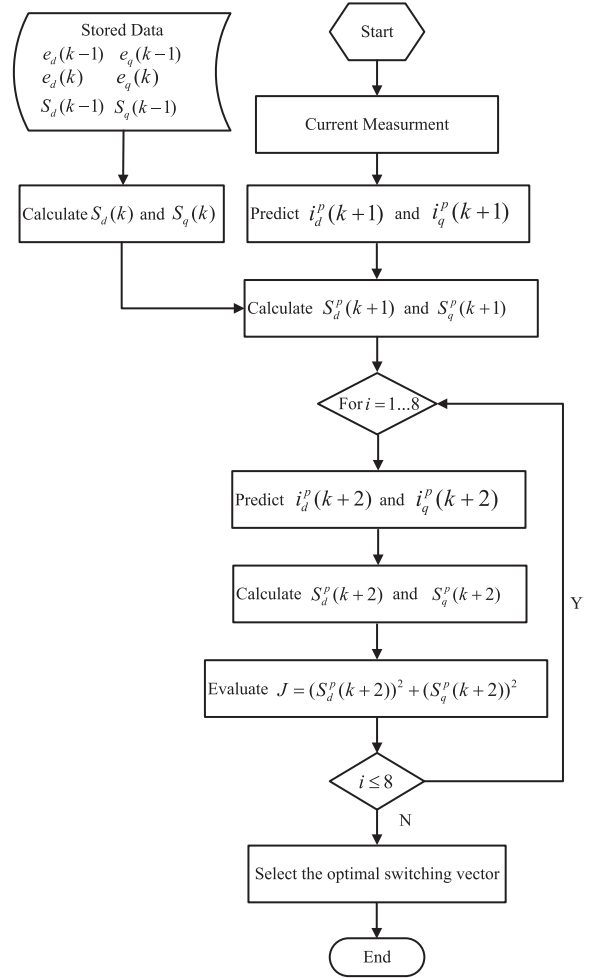 Stored Data
e_d(k−1) e_q(k−1)
e_d(k) e_q(k)
S_d(k−1) S_q(k−1)
Calculate S_d(k) and S_q(k)
Start
Current Measurment
Predict i_d^p(k+1) and i_q^p(k+1)
Calculate S_d^p(k+1) and S_q^p(k+1)
For i = 1...8
Predict i_d^p(k+2) and i_q^p(k+2)
Calculate S_d^p(k+2) and S_q^p(k+2)
Y
Evaluate J = (S_d^p(k+2))² + (S_q^p(k+2))²
i ≤ 8
N
Select the optimal switching vector
End